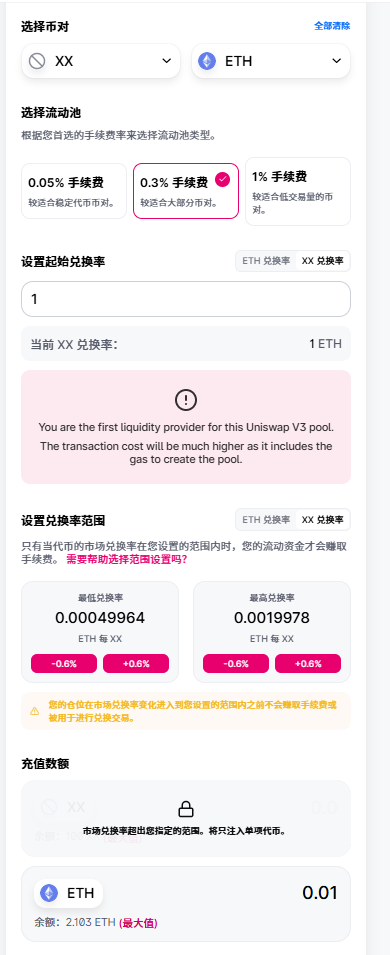 选择币对 全部清除
XX ETH
选择流动池
根据您首选的手续费率来选择流动池类型。
0.05% 手续费
较适合稳定代币币对。
0.3% 手续费
较适合大部分币对。
1% 手续费
较适合低交易量的币
对。
设置起始兑换率 ETH 兑换率 XX 兑换率
1
当前 XX 兑换率： 1 ETH
You are the first liquidity provider for this Uniswap V3 pool.
The transaction cost will be much higher as it includes the
gas to create the pool.
设置兑换率范围 ETH 兑换率 XX 兑换率
只有当代币的市场兑换率在您设置的范围内时，您的流动资金才会赚取
手续费。 需要帮助选择范围设置吗?
最低兑换率
0.00049964
ETH 每 XX
-0.6% +0.6%
最高兑换率
0.0019978
ETH 每 XX
-0.6% +0.6%
您的仓位在市场兑换率变化进入到您设置的范围内之前不会赚取手续费或
被用于进行兑换交易。
充值数额
XX 0.0
市场兑换率超出您指定的范围。将只注入单项代币。
ETH 0.01
余额：2.103 ETH (最大值)